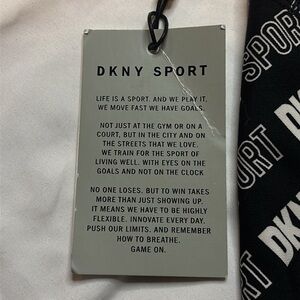 DKNY SPORT
LIFE IS A SPORT. AND WE PLAY IT.
WE MOVE FAST WE HAVE GOALS.
NOT JUST AT THE GYM OR ON A
COURT, BUT IN THE CITY AND ON
THE STREETS THAT WE LOVE.
WE TRAIN FOR THE SPORT OF
LIVING WELL. WITH EYES ON THE
GOALS AND NOT ON THE CLOCK
NO ONE LOSES. BUT TO WIN TAKES
MORE THAN JUST SHOWING UP.
IT MEANS WE HAVE TO BE HIGHLY
FLEXIBLE. INNOVATE EVERY DAY.
PUSH OUR LIMITS. AND REMEMBER
HOW TO BREATHE.
GAME ON.
SPORT
DK
ORT DKN